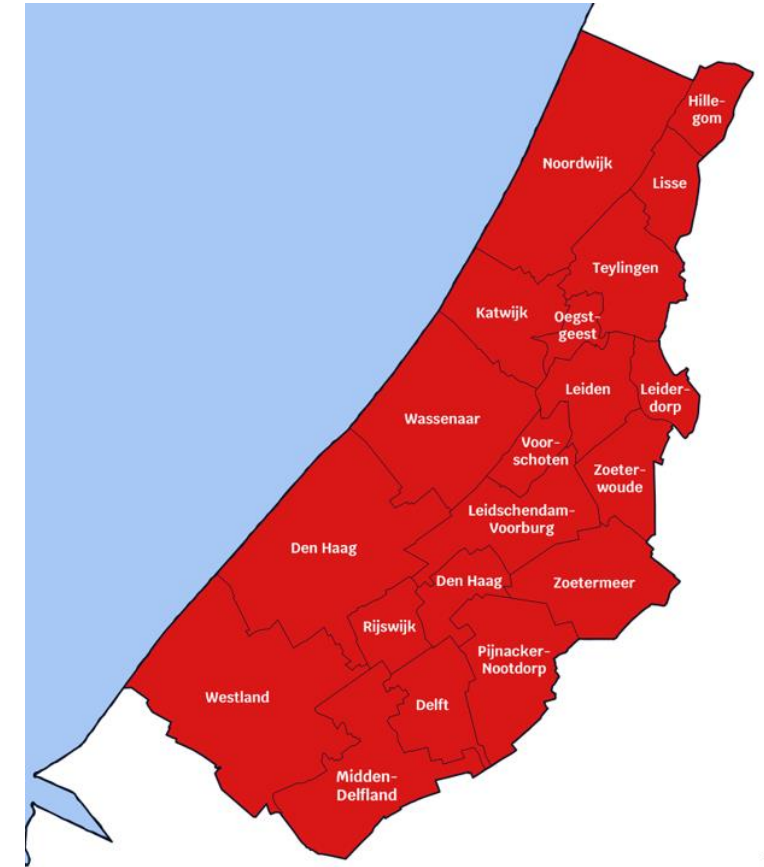 Hille-
gom
Noordwijk
Lisse
Teylingen
Katwijk
Oegst-
geest
Leiden
Leider-
dorp
Wassenaar
Voor-
schoten
Zoeter-
woude
Leidschendam-
Voorburg
Den Haag
Den Haag
Zoetermeer
Rijswijk
Pijnacker-
Nootdorp
Westland
Delft
Midden-
Delfland